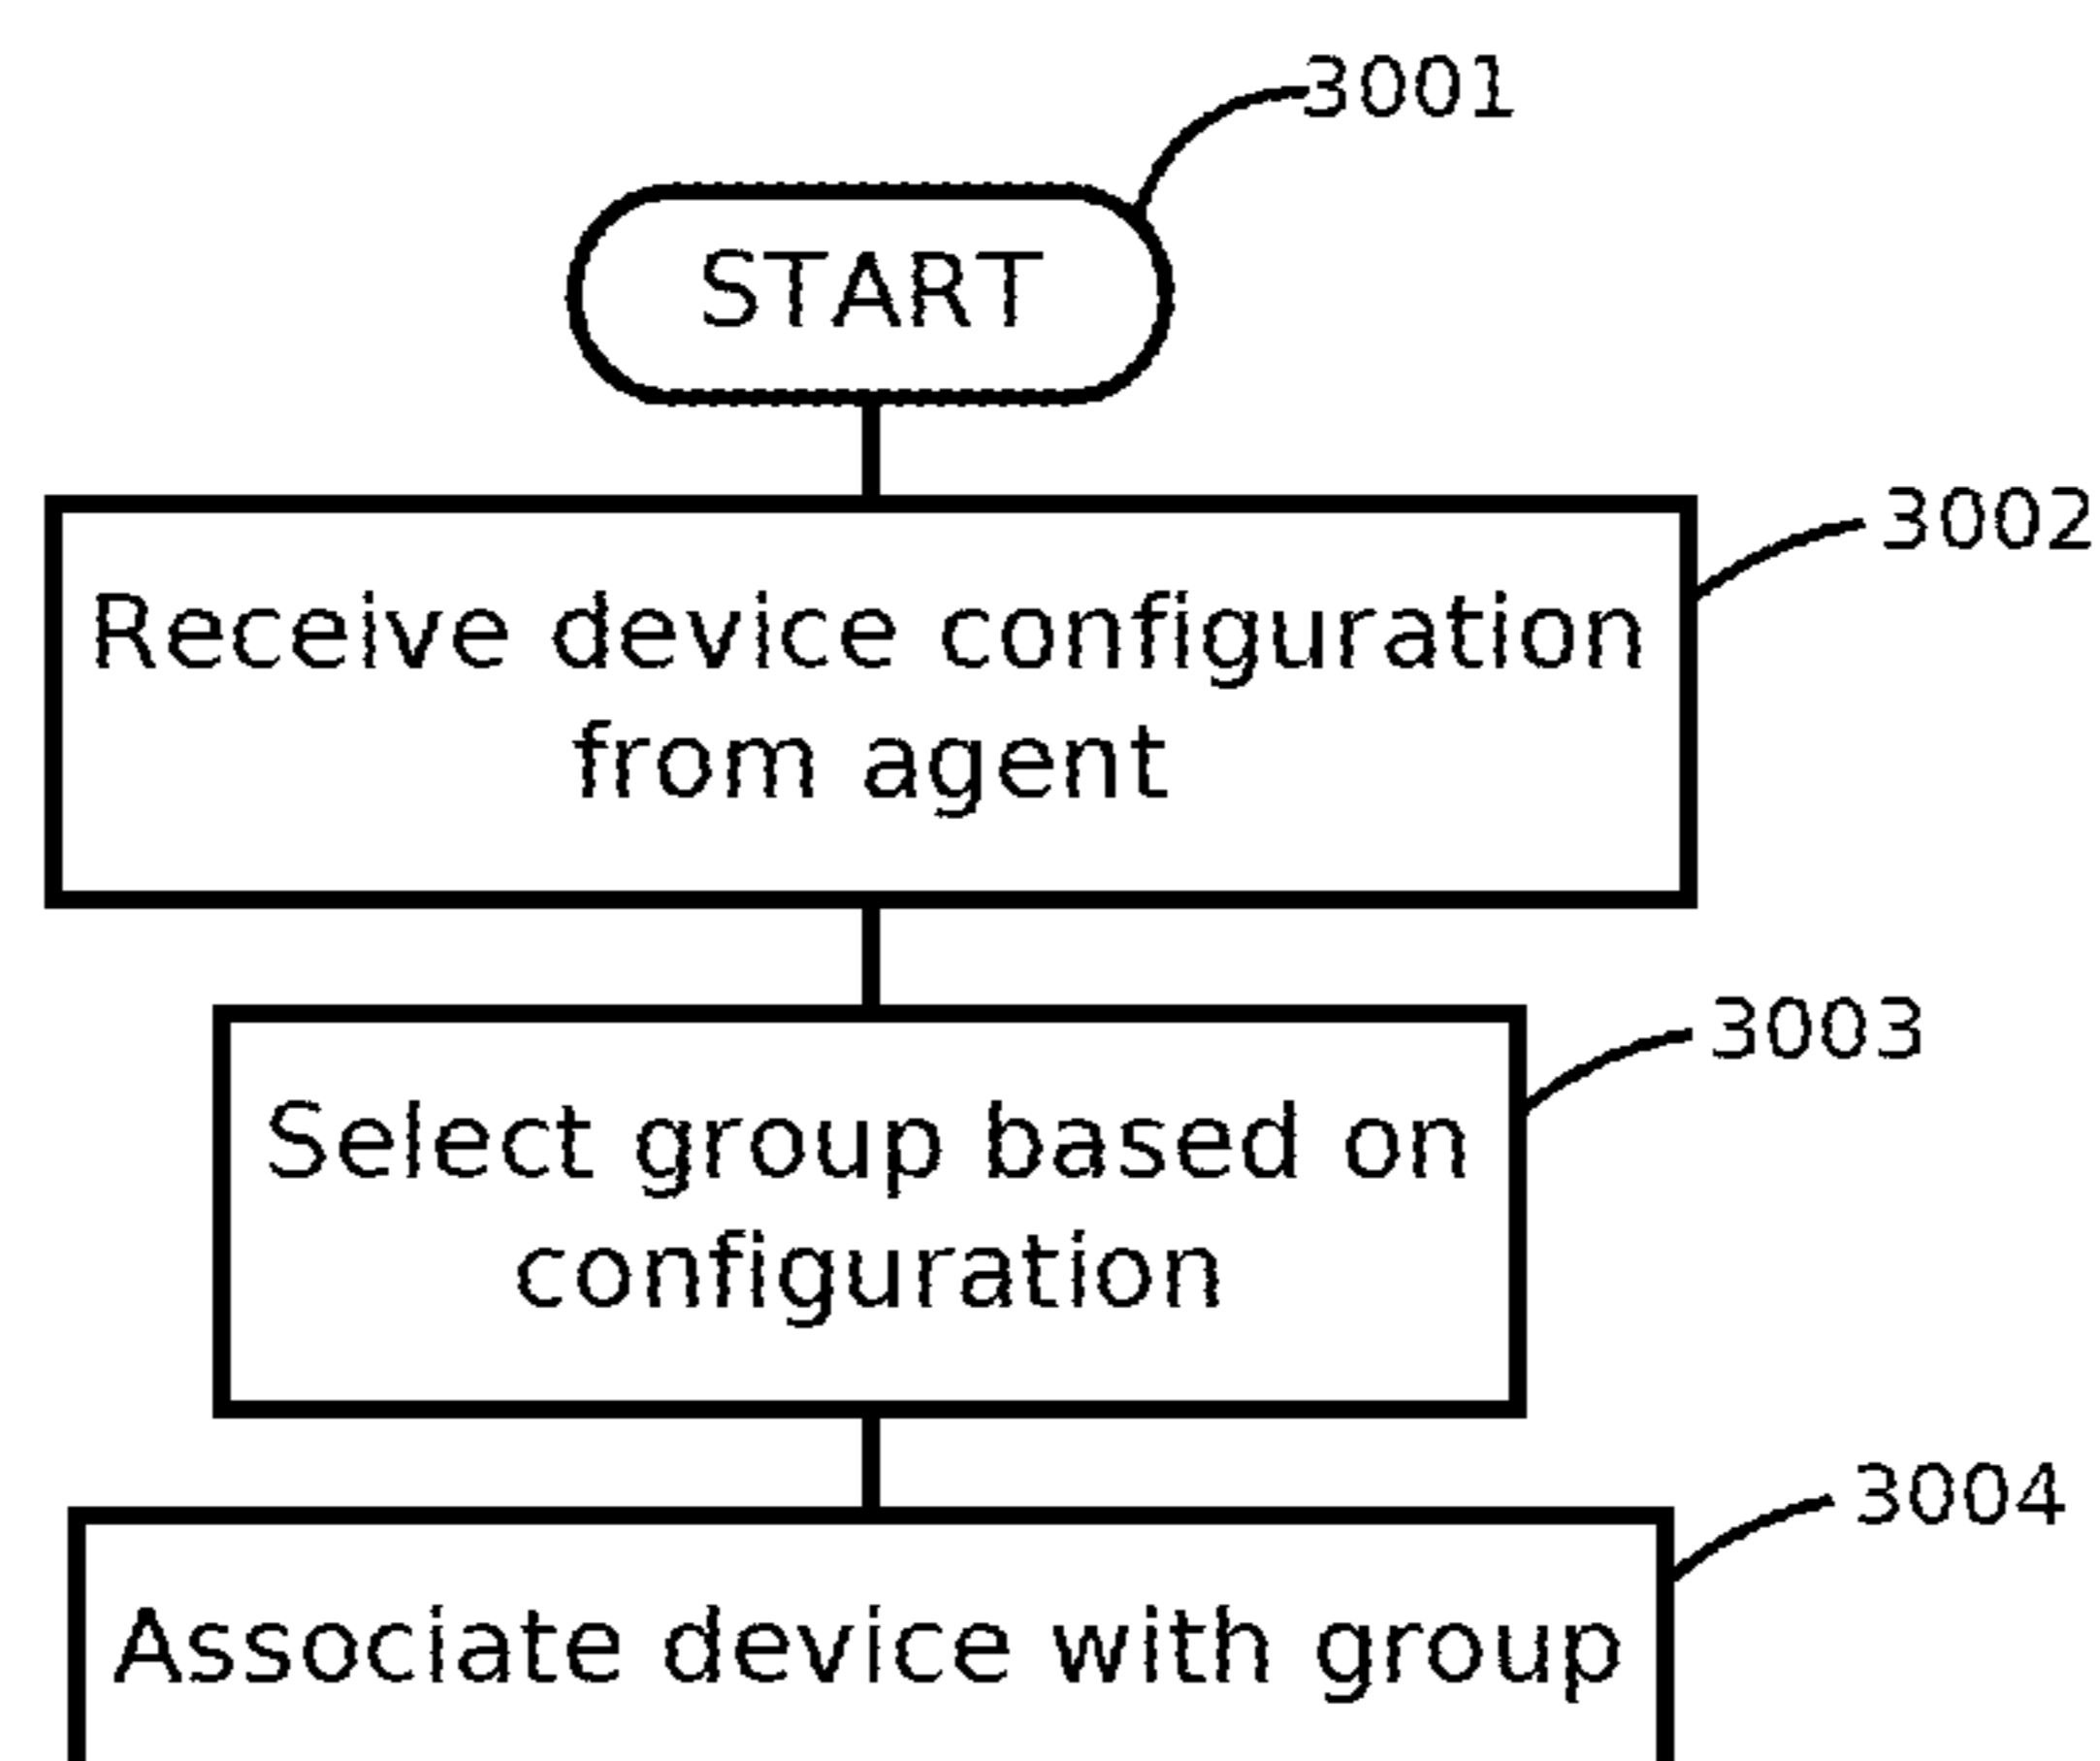 3001
START
3002
Receive device configuration
from agent
3003
Select group based on
configuration
3004
Associate device with group